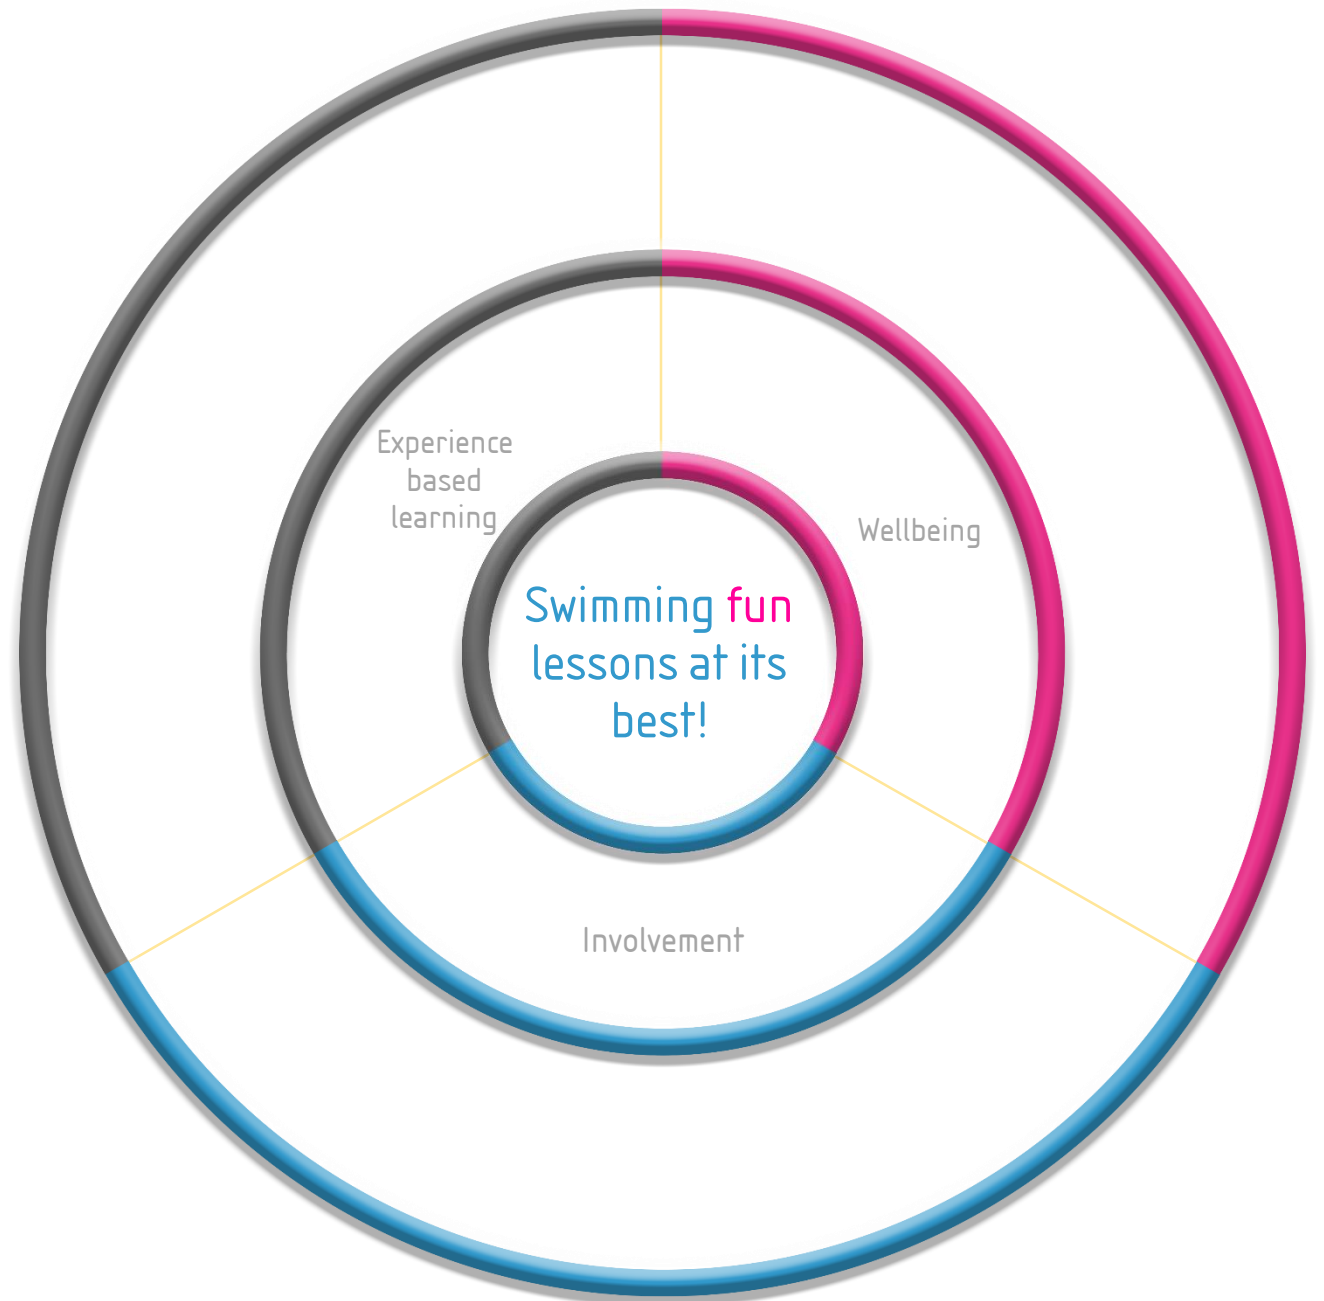 Experience
based
learning
Wellbeing
Swimming fun
lessons at its
best!
Involvement